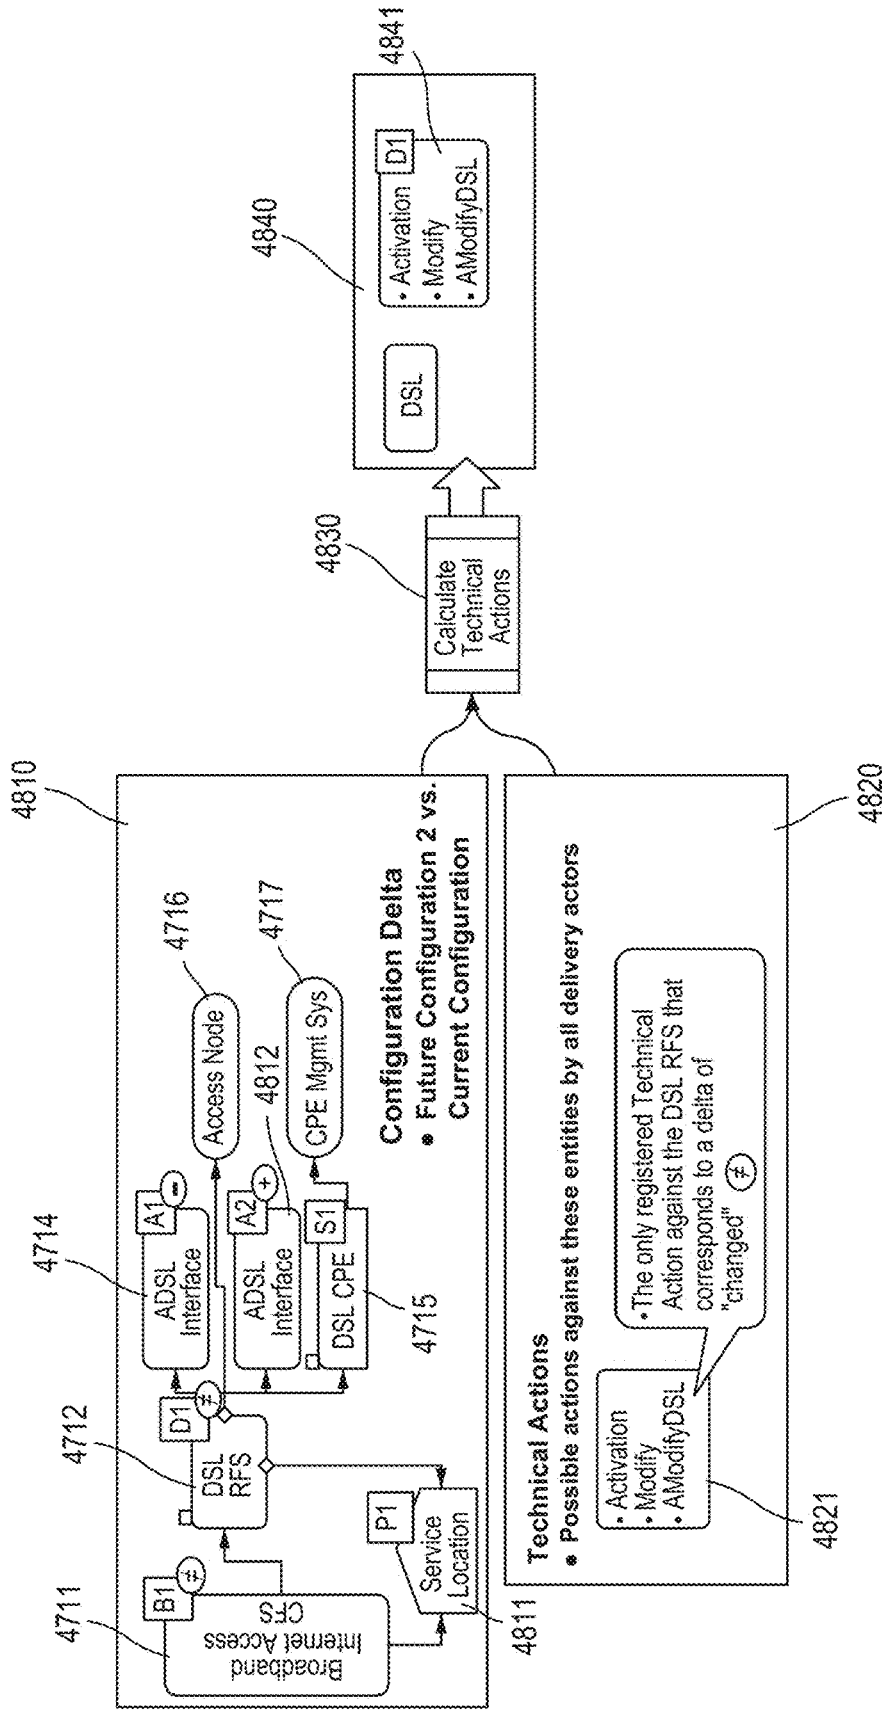 4810
4711
B1
≠
Broadband
Internet Access
CFS
4712
D1
≠
DSL
RFS
4714
A1
-
ADSL
Interface
A2
+
ADSL
Interface
4812
S1
DSL CPE
4715
4716
Access Node
4717
CPE Mgmt Sys
P1
Service
Location
4811
Configuration Delta
• Future Configuration 2 vs.
Current Configuration
Technical Actions
• Possible actions against these entities by all delivery actors
• Activation
• Modify
• AModifyDSL
4821
• The only registered Technical
Action against the DSL RFS that
corresponds to a delta of
"changed" ≠
4820
4830
Calculate
Technical
Actions
4840
DSL
D1
• Activation
• Modify
• AModifyDSL
4841